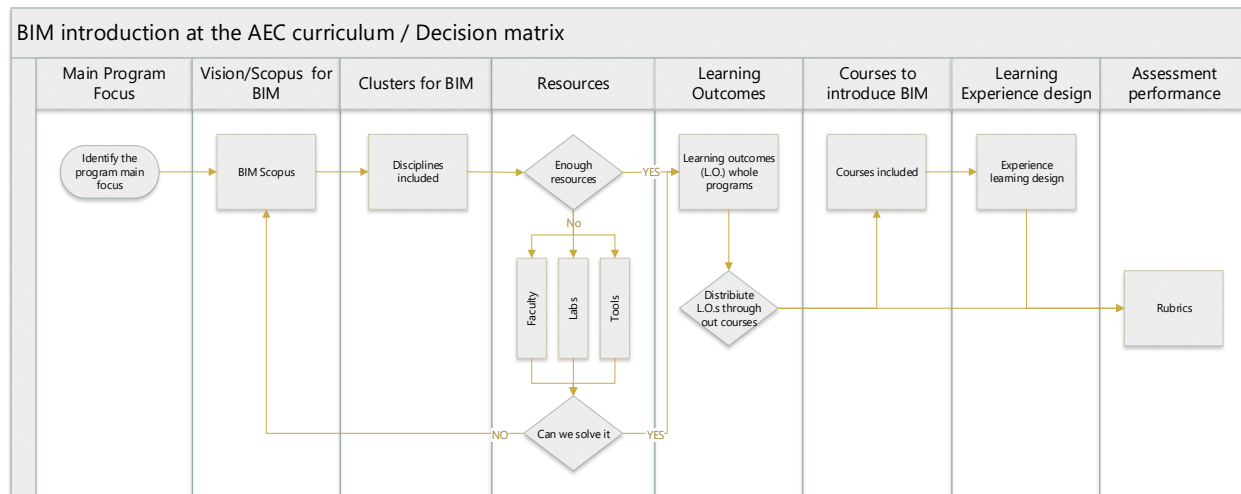 BIM introduction at the AEC curriculum / Decision matrix
Main Program
Focus
Vision/Scopus for
BIM
Clusters for BIM
Resources
Learning
Outcomes
Courses to
introduce BIM
Learning
Experience design
Assessment
performance
Identify the
program main
focus
BIM Scopus
Disciplines
included
Enough
resources
YES
Learning outcomes
(L.O.) whole
programs
Courses included
Experience
learning design
No
Faculty
Labs
Tools
Distribiute
L.O.s through
out courses
Rubrics
NO
Can we solve it
YES